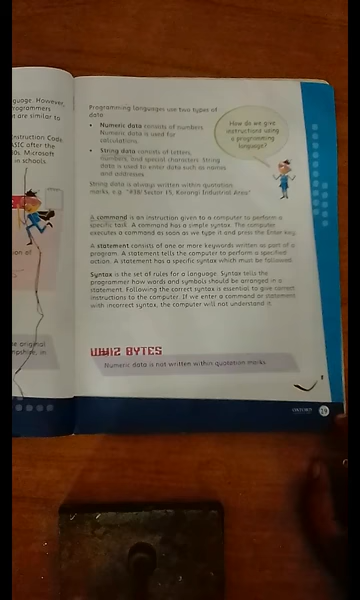 guage. However,
rogrammers
at are similar to
nstruction Code
ASIC after the
0s. Microsoft
in schools.
on of
e original
mpshire, in
Programming languages use two types of
data
• Numeric data consists of numbers
Numeric data is used for
calculations
• String data consists of letters,
numbers, and special characters. String
data is used to enter data such as names
and addresses
String data is always written within quotation
marks, e.g. "#38/ Sector 15, Korangi Industrial Area"
How do we give
instructions using
a programming
language?
A command is an instruction given to a computer to perform a
specific task. A command has a simple syntax. The computer
executes a command as soon as we type it and press the Enter key.
A statement consists of one or more keywords written as part of a
program. A statement tells the computer to perform a specified
action. A statement has a specific syntax which must be followed.
Syntax is the set of rules for a language. Syntax tells the
programmer how words and symbols should be arranged in a
statement. Following the correct syntax is essential to give correct
instructions to the computer. If we enter a command or statement
with incorrect syntax, the computer will not understand it.
WHIZ BYTES
Numeric data is not written within quotation marks
OXFORD